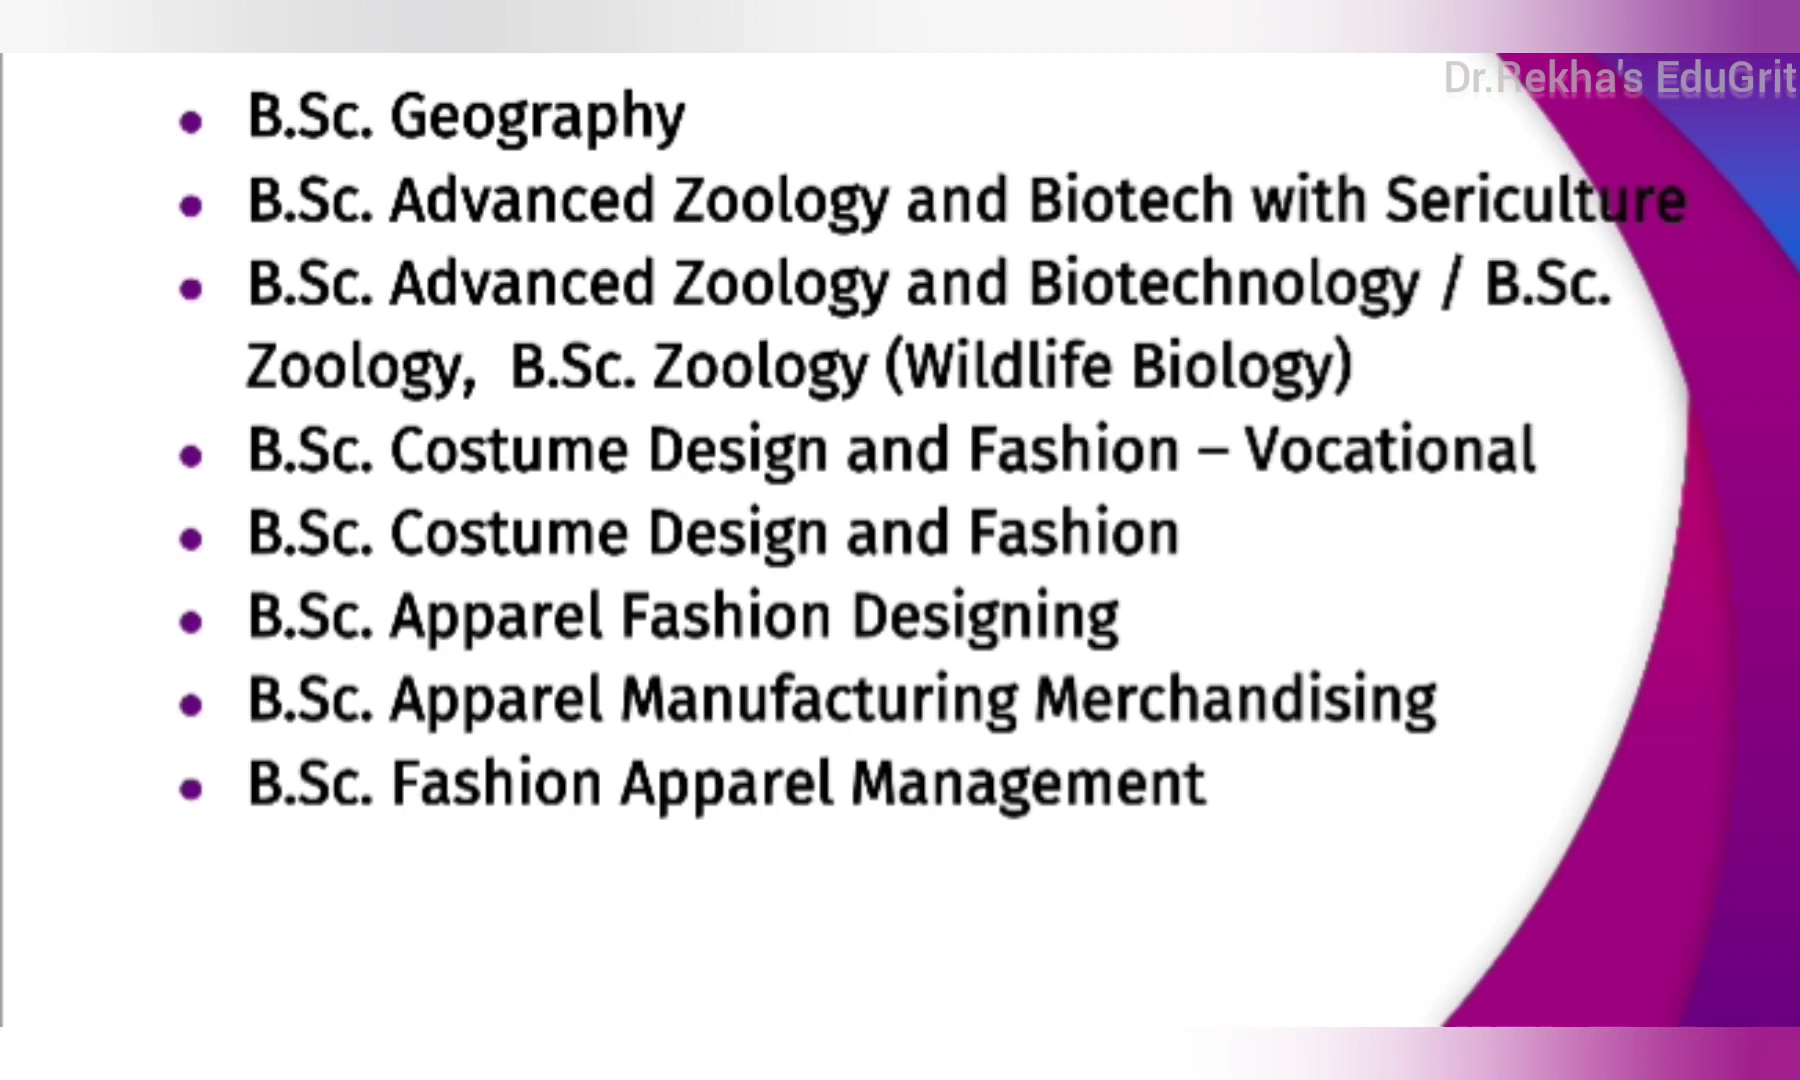 Dr.Rekha's EduGrit
• B.Sc. Geography
• B.Sc. Advanced Zoology and Biotech with Sericulture
• B.Sc. Advanced Zoology and Biotechnology / B.Sc.
Zoology,  B.Sc. Zoology (Wildlife Biology)
• B.Sc. Costume Design and Fashion – Vocational
• B.Sc. Costume Design and Fashion
• B.Sc. Apparel Fashion Designing
• B.Sc. Apparel Manufacturing Merchandising
• B.Sc. Fashion Apparel Management